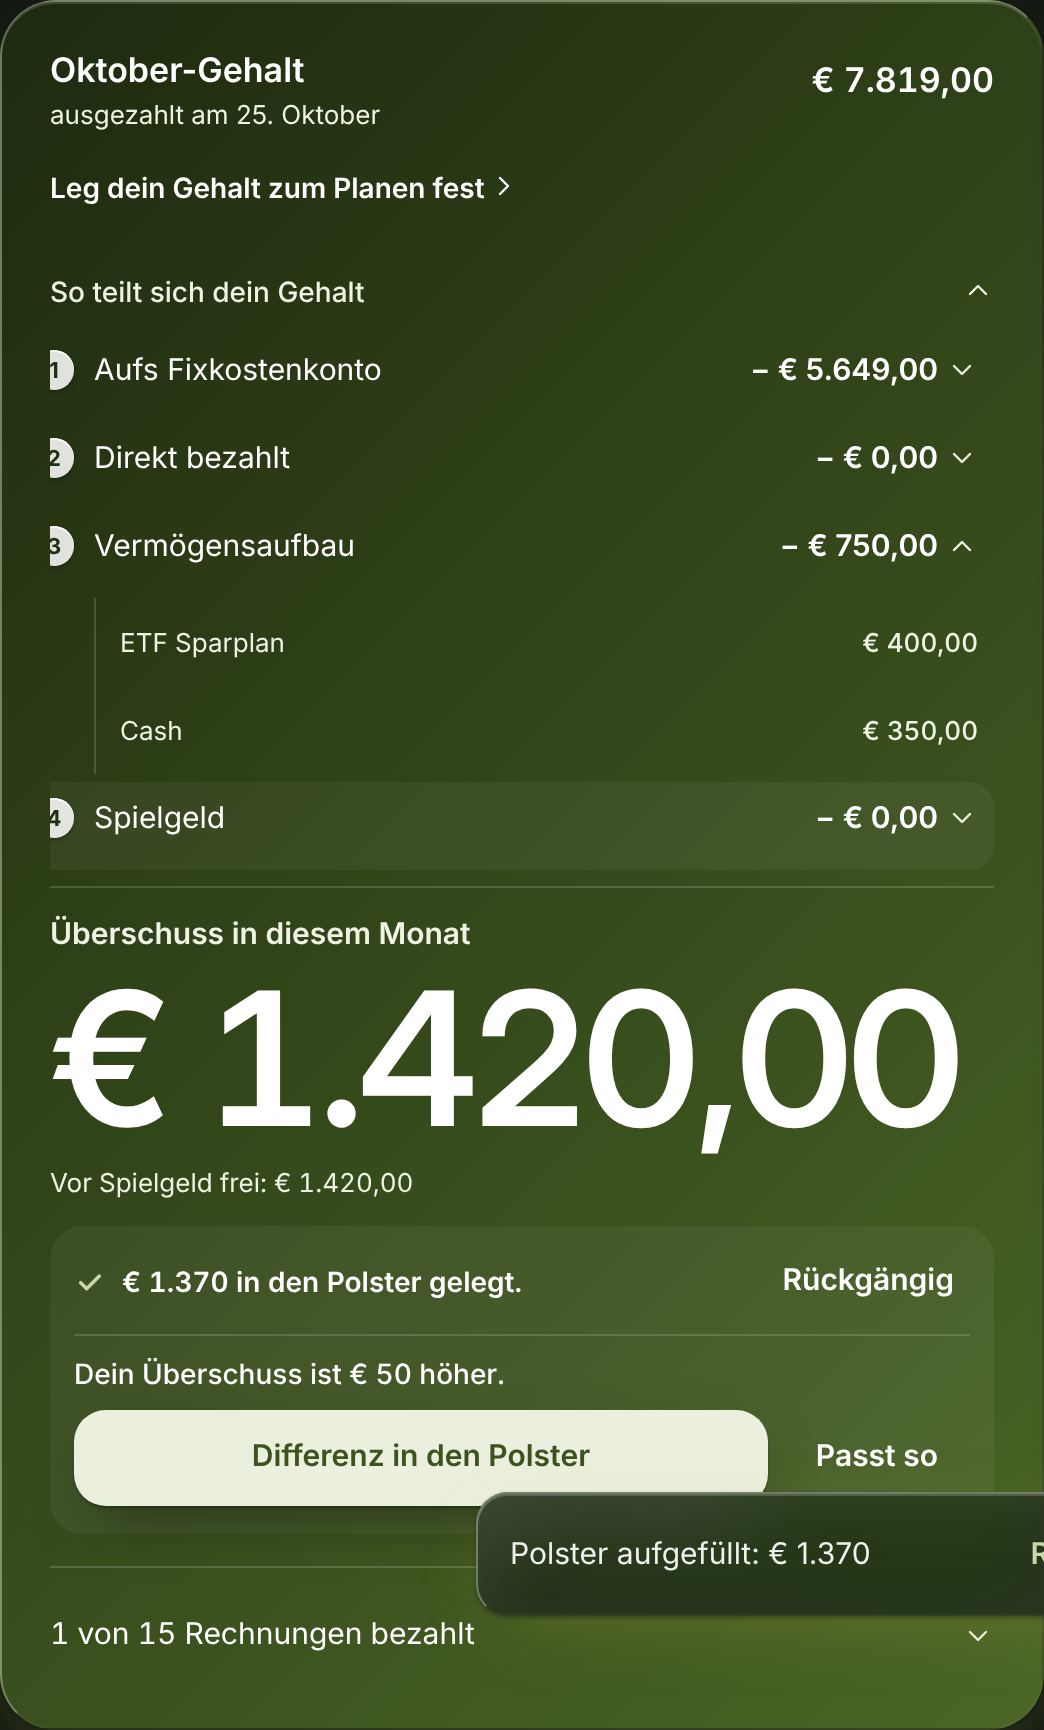 Oktober-Gehalt
€ 7.819,00
ausgezahlt am 25. Oktober
Leg dein Gehalt zum Planen fest
So teilt sich dein Gehalt
1 Aufs Fixkostenkonto – € 5.649,00
2 Direkt bezahlt – € 0,00
3 Vermögensaufbau – € 750,00
ETF Sparplan € 400,00
Cash € 350,00
4 Spielgeld – € 0,00
Überschuss in diesem Monat
€ 1.420,00
Vor Spielgeld frei: € 1.420,00
€ 1.370 in den Polster gelegt. Rückgängig
Dein Überschuss ist € 50 höher.
Differenz in den Polster Passt so
Polster aufgefüllt: € 1.370
1 von 15 Rechnungen bezahlt